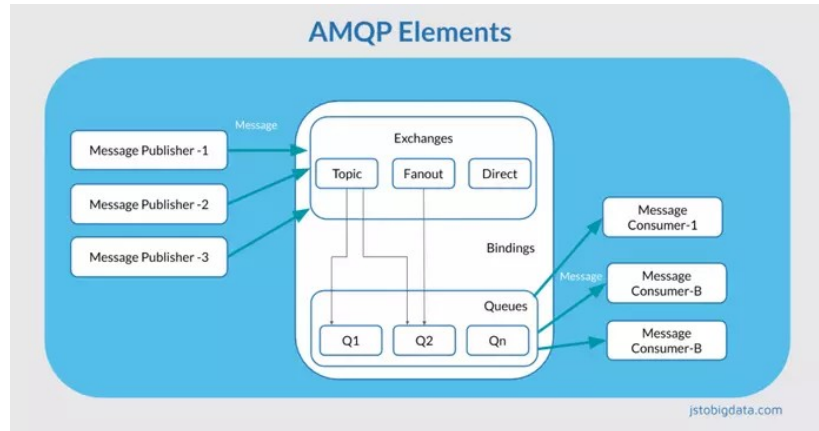 AMQP Elements
Message
Message Publisher -1
Message Publisher -2
Message Publisher -3
Exchanges
Topic
Fanout
Direct
Bindings
Queues
Q1
Q2
Qn
Message
Message
Consumer-1
Message
Consumer-B
Message
Consumer-B
jstobigdata.com